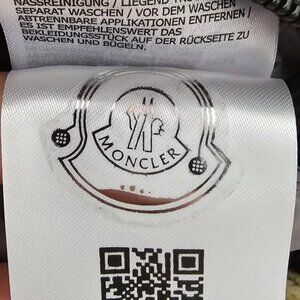 NASSREINIGUNG / LIEGEND TRO
SEPARAT WASCHEN / VOR DEM WASCHEN
ABTRENNBARE APPLIKATIONEN ENTFERNEN /
ES IST EMPFEHLENSWERT DAS
BEKLEIDUNGSSTÜCK AUF DER RÜCKSEITE ZU
WASCHEN UND BÜGELN.
MONCLER